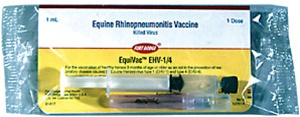 1 mL
Equine Rhinopneumonitis Vaccine
1 Dose
Killed Virus
FORT DODGE
EquiVac™ EHV-1/4
For the vaccination of healthy horses 3 months of age or older as an aid in the prevention of
respiratory disease caused by Equine Herpesvirus type 1 (EHV-1) and type 4 (EHV-4).